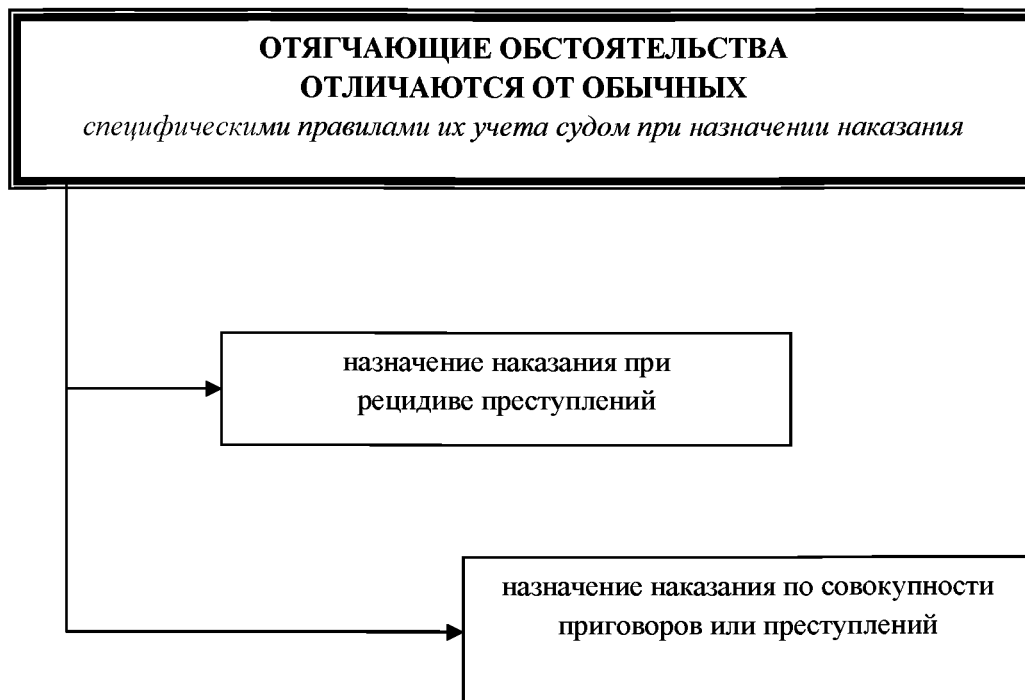 ОТЯГЧАЮЩИЕ ОБСТОЯТЕЛЬСТВА
ОТЛИЧАЮТСЯ ОТ ОБЫЧНЫХ
специфическими правилами их учета судом при назначении наказания
назначение наказания при
рецидиве преступлений
назначение наказания по совокупности
приговоров или преступлений